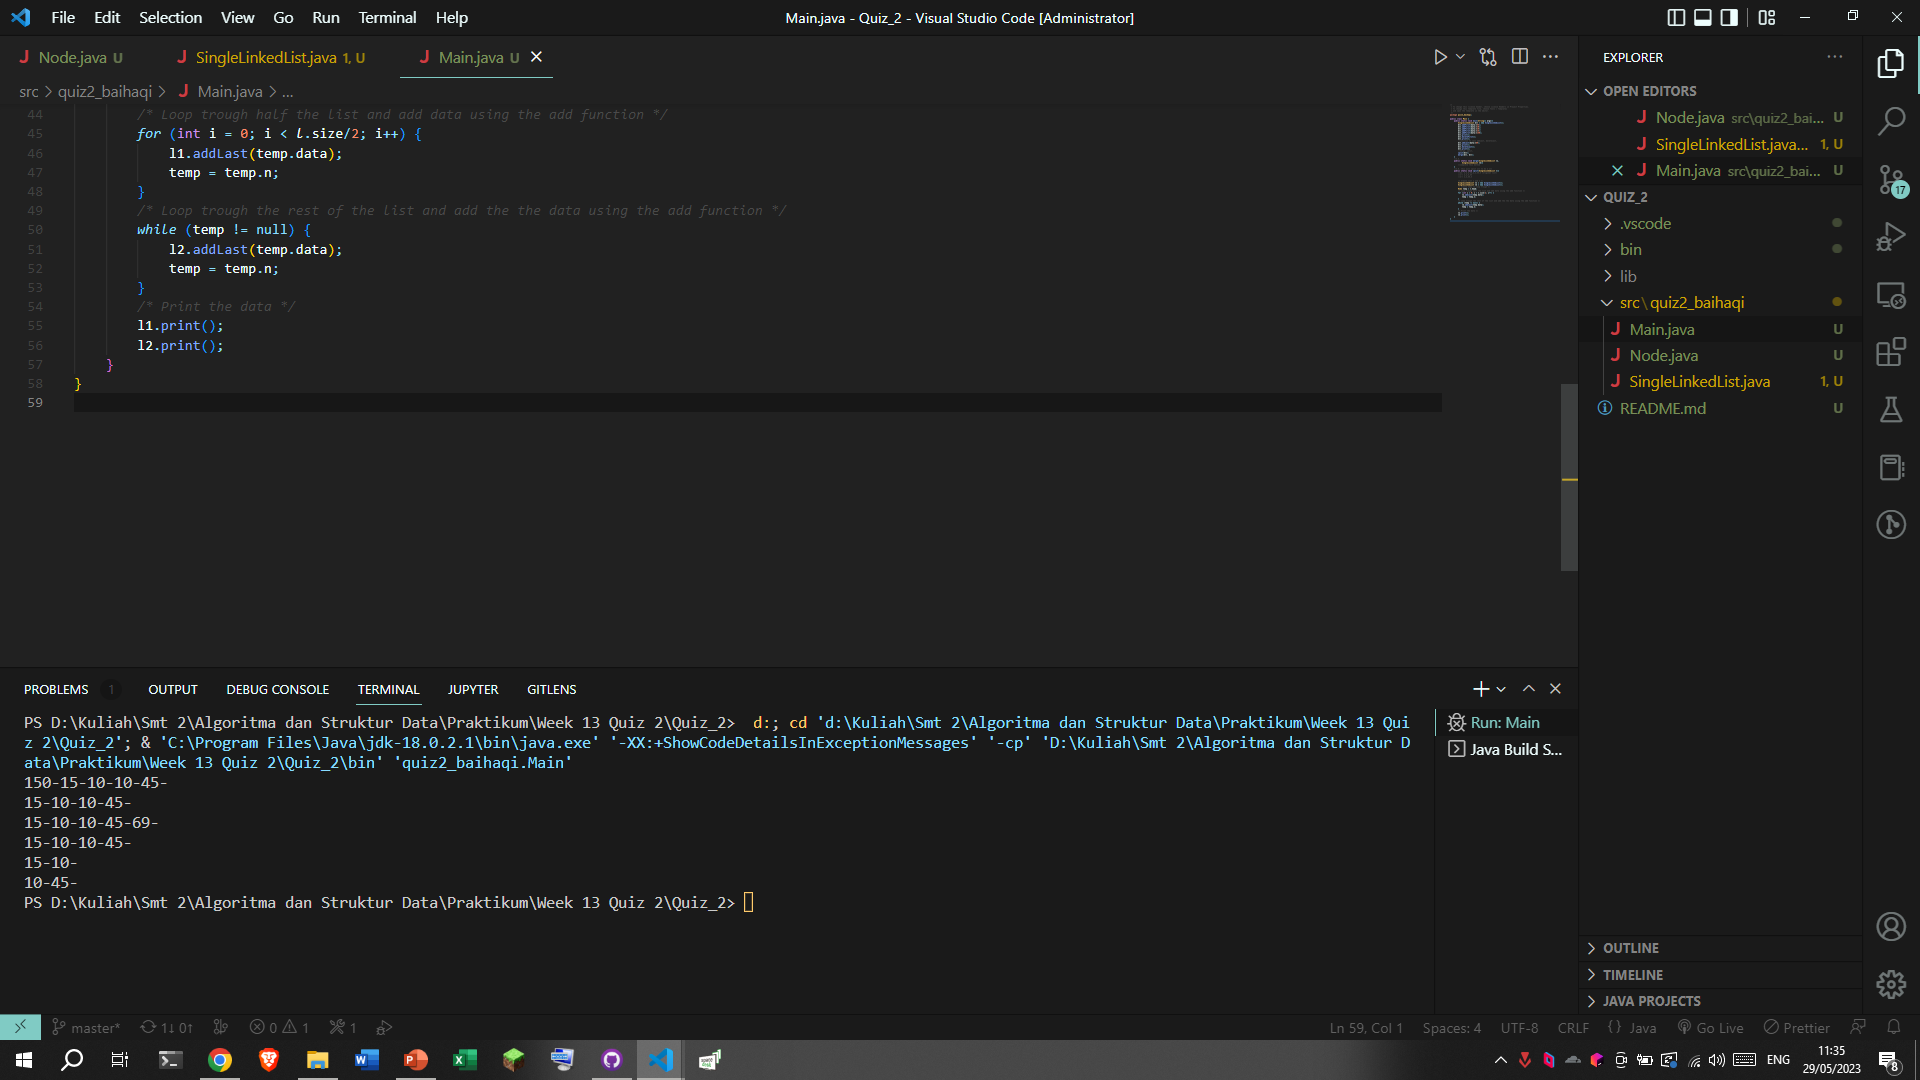 File Edit Selection View Go Run Terminal Help
Main.java - Quiz_2 - Visual Studio Code [Administrator]
Node.java U
SingleLinkedList.java 1, U
Main.java U
src > quiz2_baihaqi > Main.java > ...
44 /* Loop trough half the list and add data using the add function */
45 for (int i = 0; i < l.size/2; i++) {
46 l1.addLast(temp.data);
47 temp = temp.n;
48 }
49 /* Loop trough the rest of the list and add the the data using the add function */
50 while (temp != null) {
51 l2.addLast(temp.data);
52 temp = temp.n;
53 }
54 /* Print the data */
55 l1.print();
56 l2.print();
57 }
58 }
59
EXPLORER
OPEN EDITORS
Node.java src\quiz2_bai... U
SingleLinkedList.java... 1, U
Main.java src\quiz2_bai... U
QUIZ_2
.vscode
bin
lib
src\quiz2_baihaqi
Main.java U
Node.java U
SingleLinkedList.java 1, U
README.md U
OUTLINE
TIMELINE
JAVA PROJECTS
17
PROBLEMS 1 OUTPUT DEBUG CONSOLE TERMINAL JUPYTER GITLENS
PS D:\Kuliah\Smt 2\Algoritma dan Struktur Data\Praktikum\Week 13 Quiz 2\Quiz_2> d:; cd 'd:\Kuliah\Smt 2\Algoritma dan Struktur Data\Praktikum\Week 13 Qui
z 2\Quiz_2'; & 'C:\Program Files\Java\jdk-18.0.2.1\bin\java.exe' '-XX:+ShowCodeDetailsInExceptionMessages' '-cp' 'D:\Kuliah\Smt 2\Algoritma dan Struktur D
ata\Praktikum\Week 13 Quiz 2\Quiz_2\bin' 'quiz2_baihaqi.Main'
150-15-10-10-45-
15-10-10-45-
15-10-10-45-69-
15-10-10-45-
15-10-
10-45-
PS D:\Kuliah\Smt 2\Algoritma dan Struktur Data\Praktikum\Week 13 Quiz 2\Quiz_2>
Run: Main
Java Build S...
master* 1↓ 0↑ 0 1 1
Ln 59, Col 1 Spaces: 4 UTF-8 CRLF {} Java Go Live Prettier
ENG
11:35
29/05/2023
8